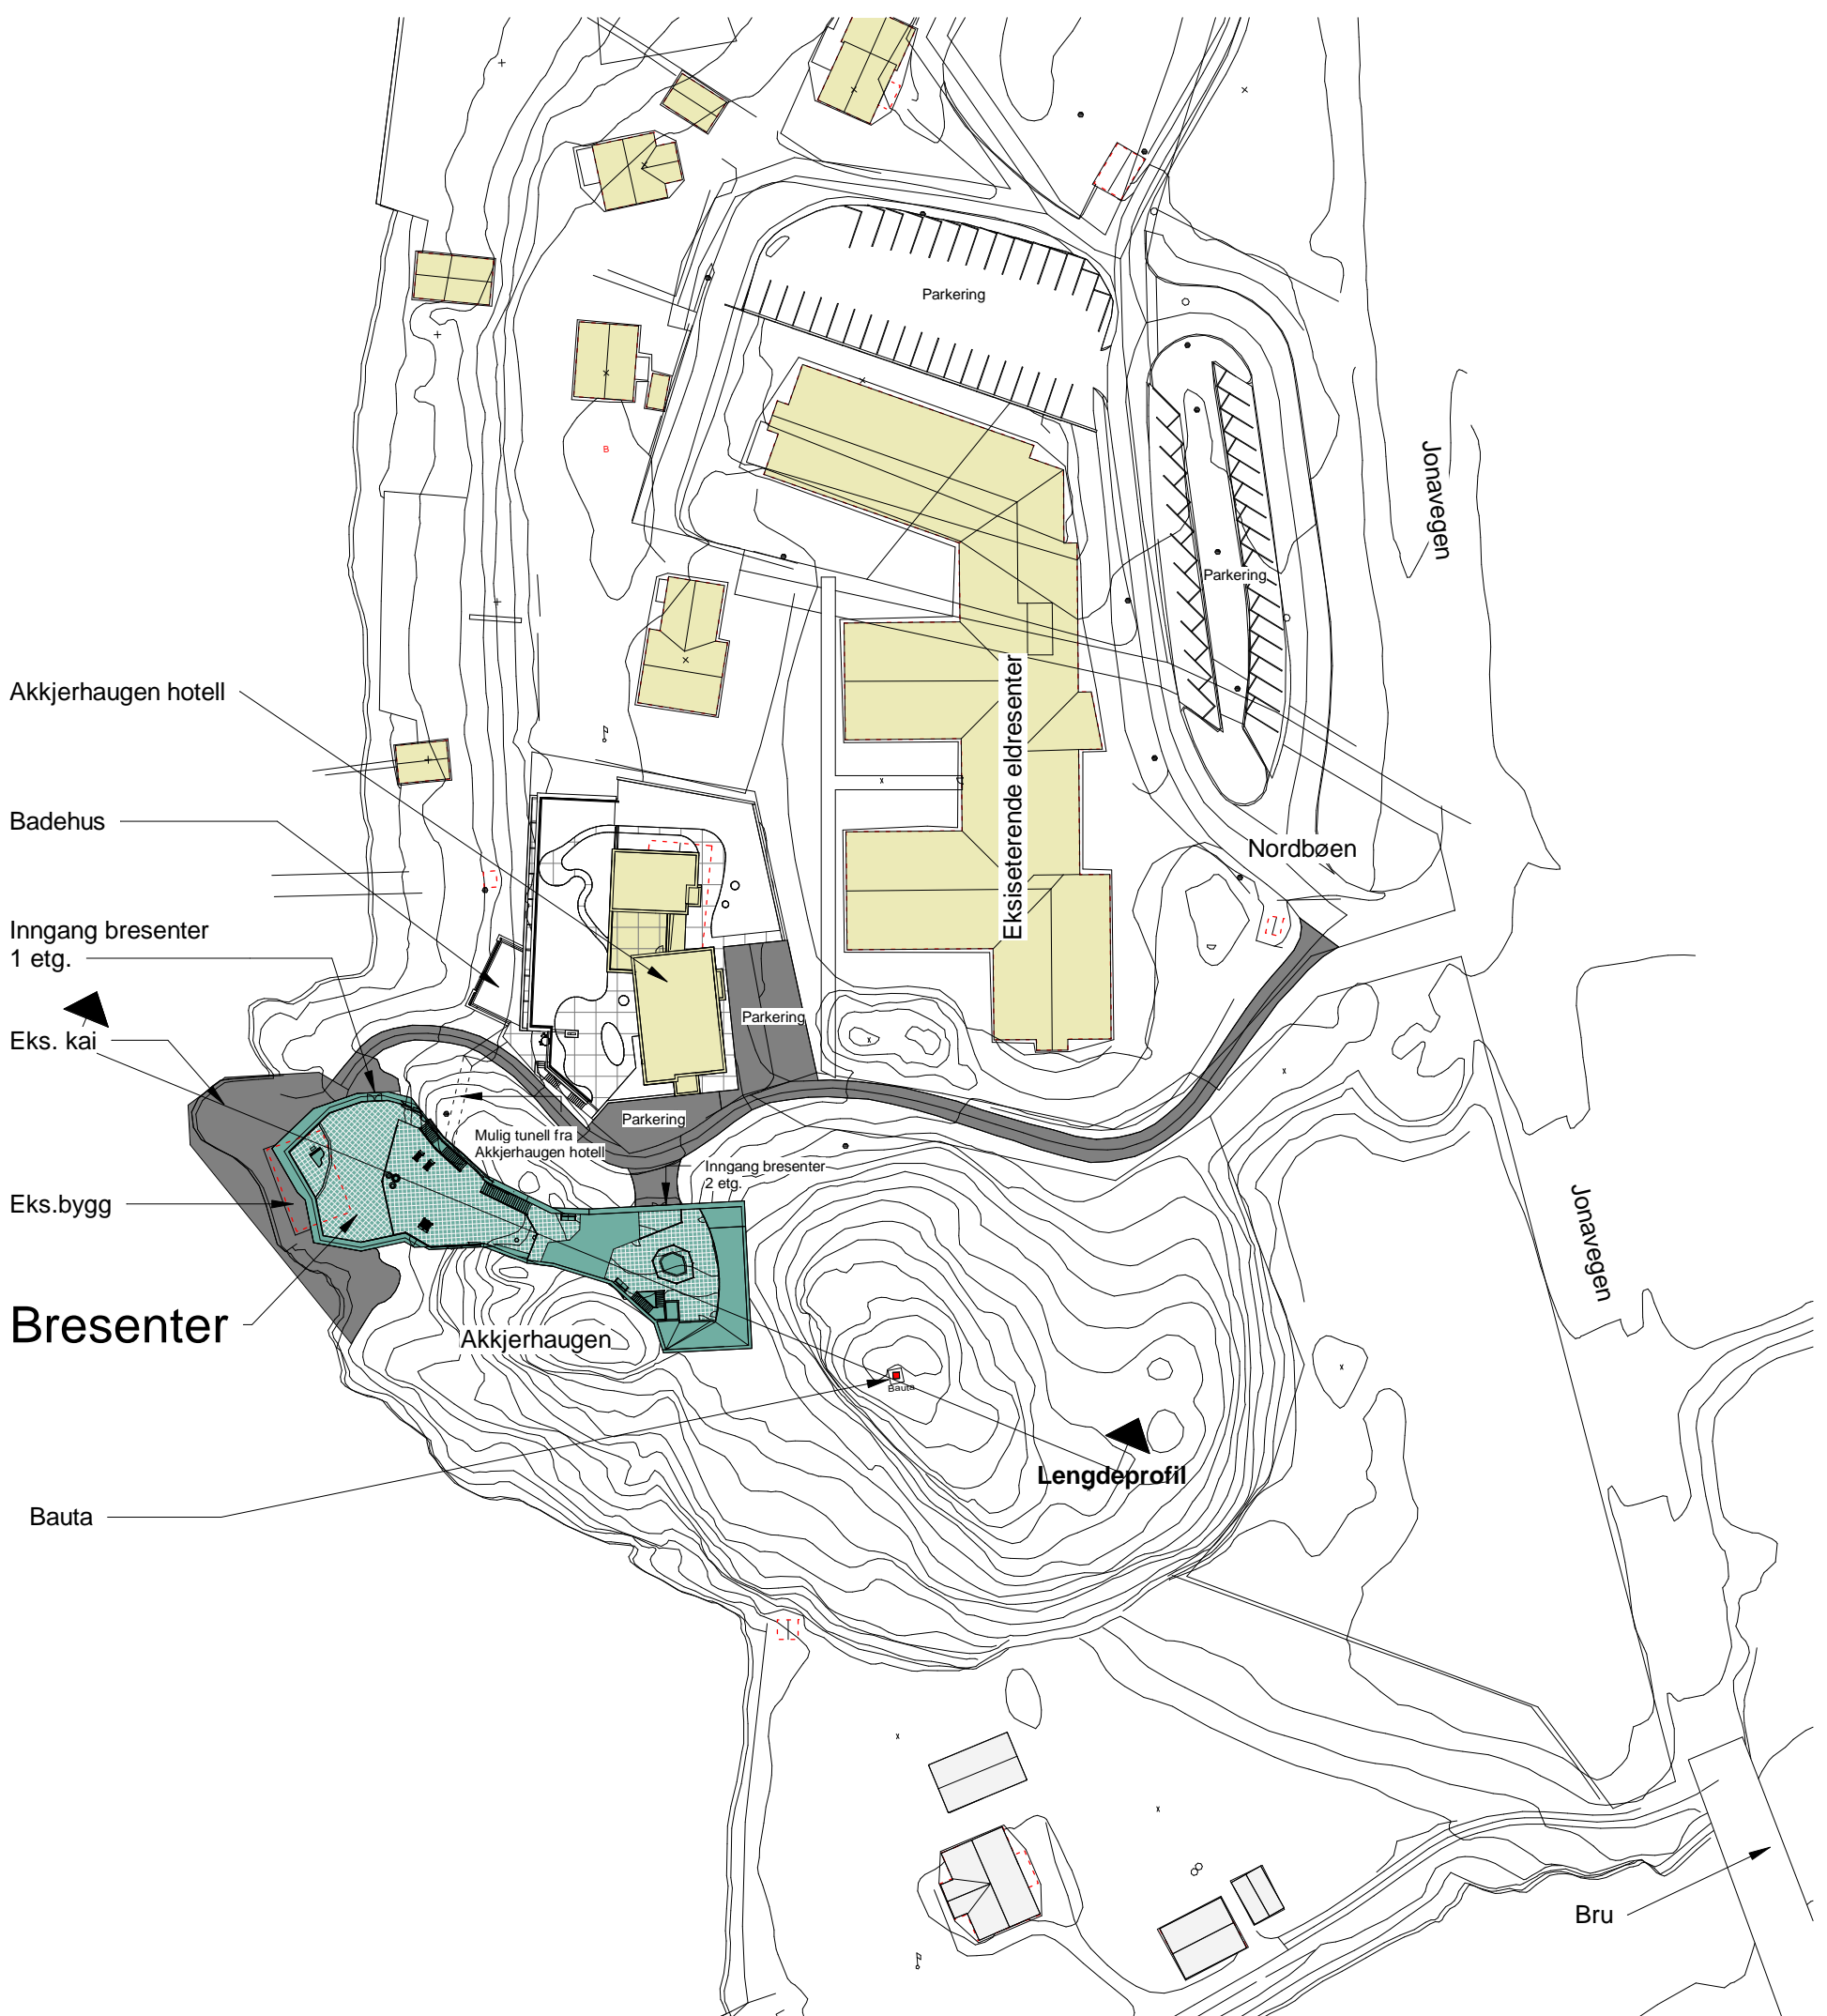 Parkering
Jonavegen
B
Parkering
Akkjerhaugen hotell
Eksiseterende eldresenter
Badehus
Nordbøen
Inngang bresenter
1 etg.
Parkering
Eks. kai
Parkering
Mulig tunell fra
Akkjerhaugen hotell
Inngang bresenter
2 etg.
Eks.bygg
Jonavegen
Bresenter
Akkjerhaugen
Bauta
Lengdeprofil
Bauta
Bru